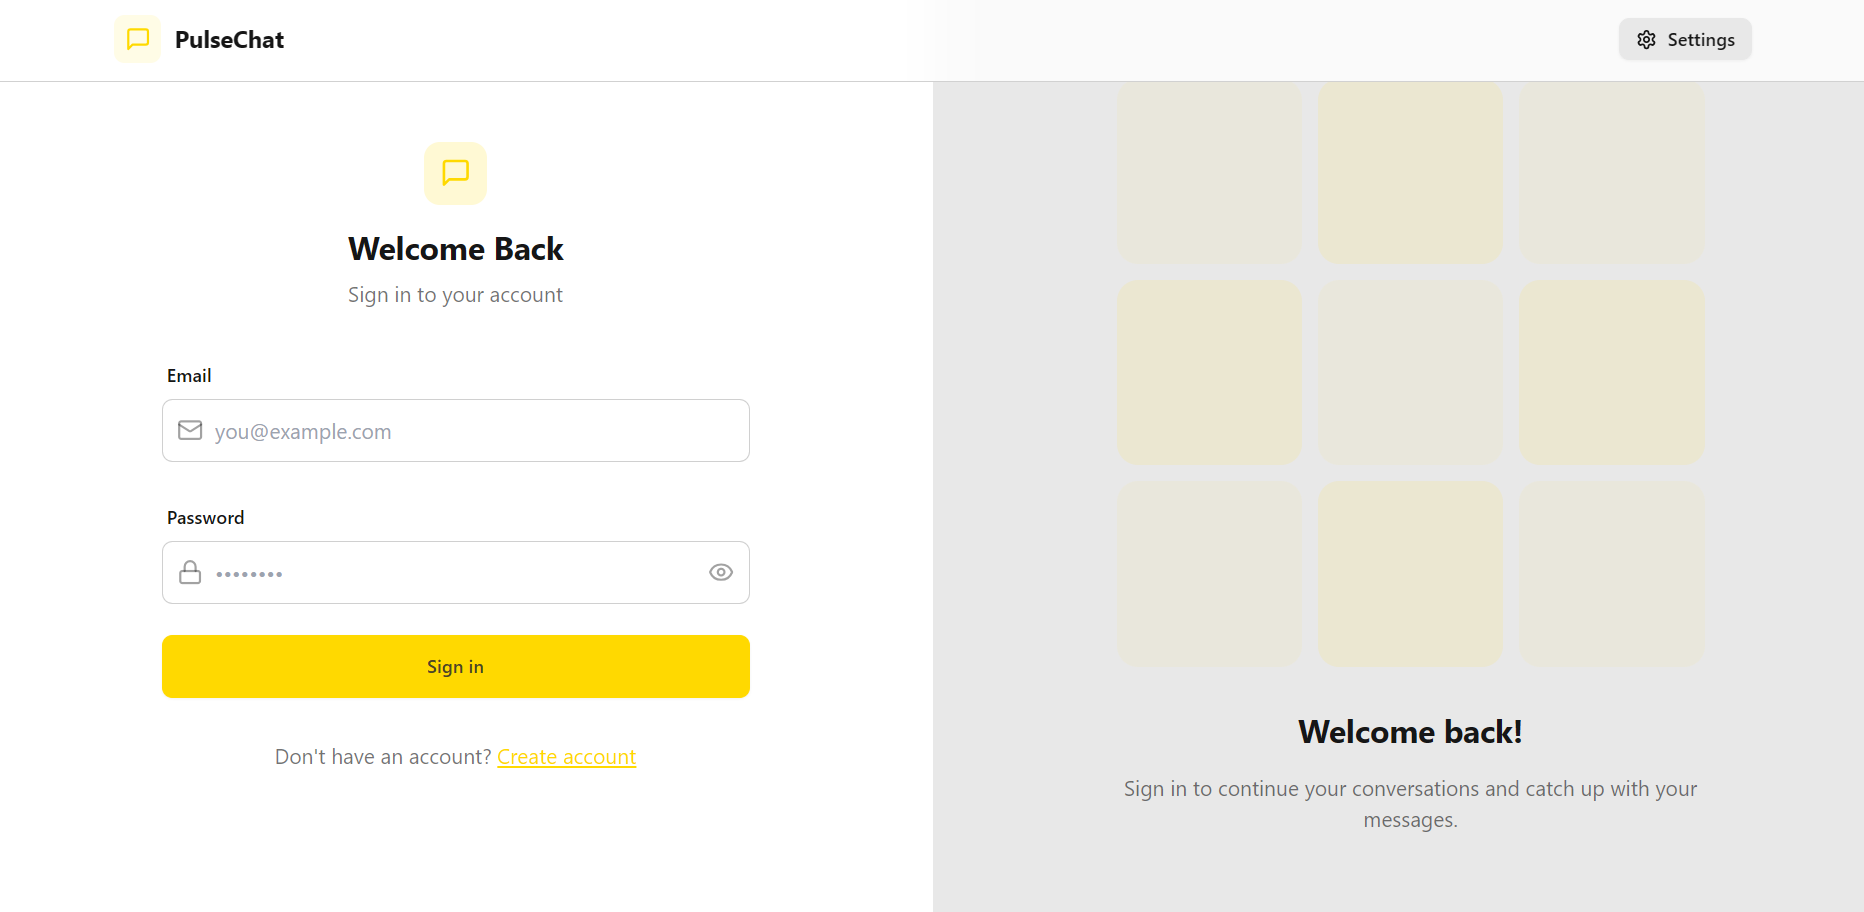 PulseChat
Settings
Welcome Back
Sign in to your account
Email
you@example.com
Password
••••••••
Sign in
Don't have an account? Create account
Welcome back!
Sign in to continue your conversations and catch up with your
messages.